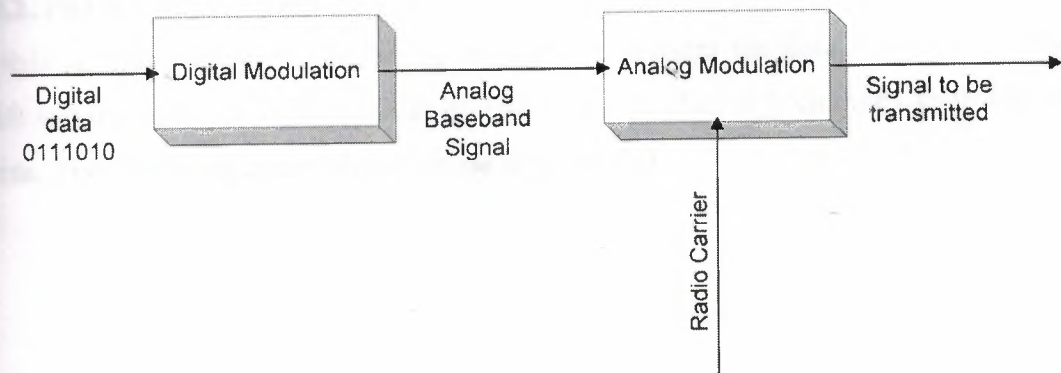 Digital
data
0111010
Digital Modulation
Analog
Baseband
Signal
Analog Modulation
Signal to be
transmitted
Radio Carrier